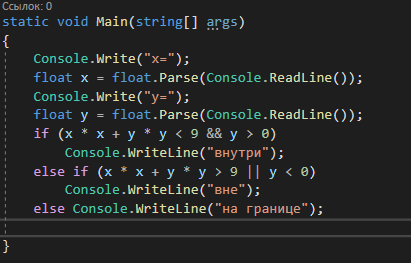 Ссылок: 0
static void Main(string[] args)
{
Console.Write("x=");
float x = float.Parse(Console.ReadLine());
Console.Write("y=");
float y = float.Parse(Console.ReadLine());
if (x * x + y * y < 9 && y > 0)
Console.WriteLine("внутри");
else if (x * x + y * y > 9 || y < 0)
Console.WriteLine("вне");
else Console.WriteLine("на границе");
}